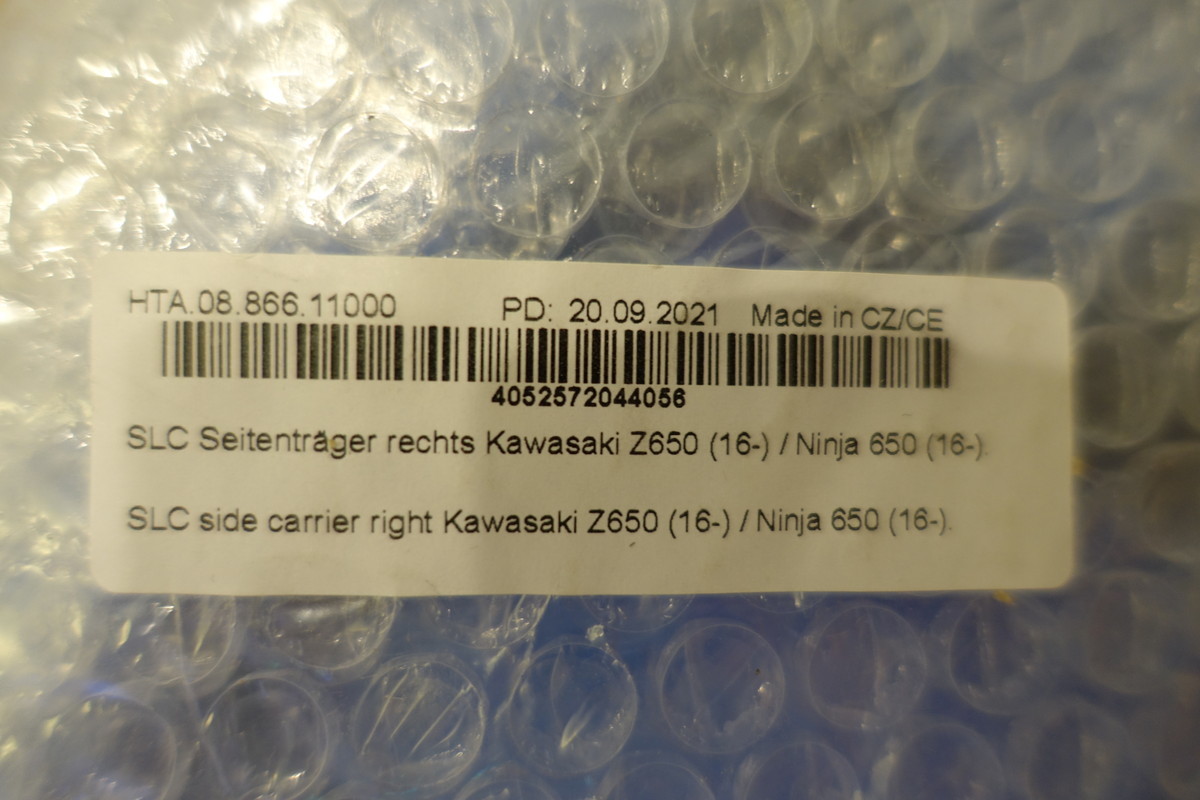 HTA.08.866.11000 PD: 20.09.2021 Made in CZ/CE
4052572044056
SLC Seitenträger rechts Kawasaki Z650 (16-) / Ninja 650 (16-).
SLC side carrier right Kawasaki Z650 (16-) / Ninja 650 (16-).